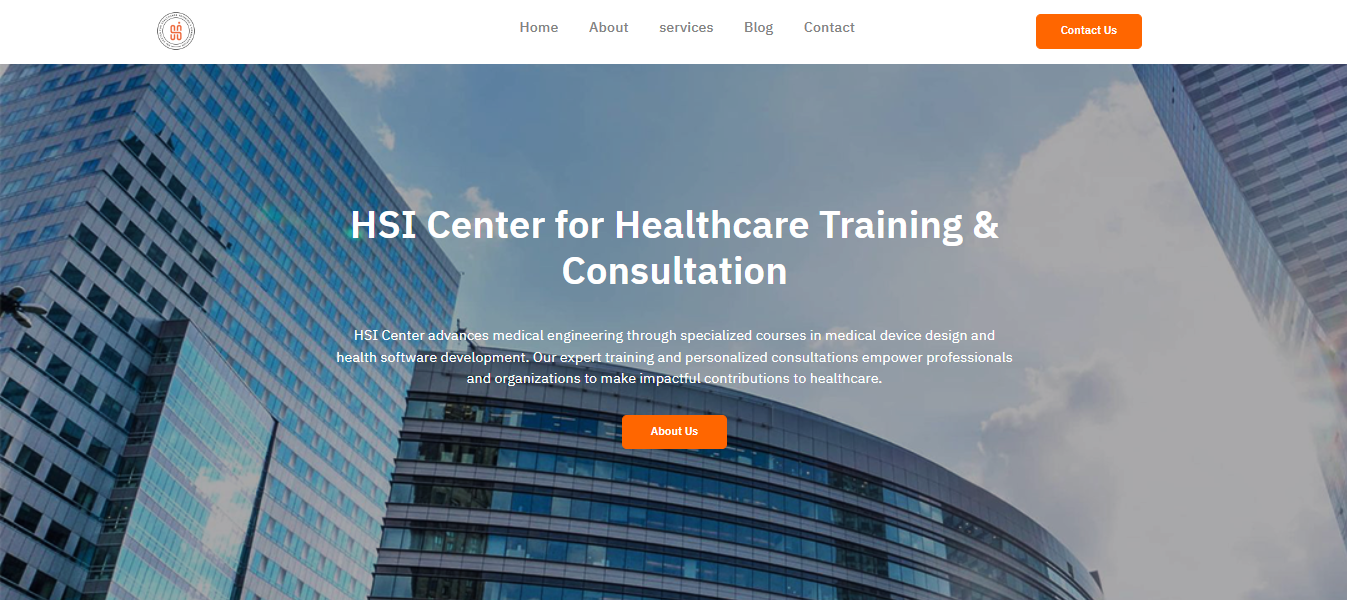 Home About services Blog Contact Contact Us
HSI Center for Healthcare Training &
Consultation
HSI Center advances medical engineering through specialized courses in medical device design and
health software development. Our expert training and personalized consultations empower professionals
and organizations to make impactful contributions to healthcare.
About Us